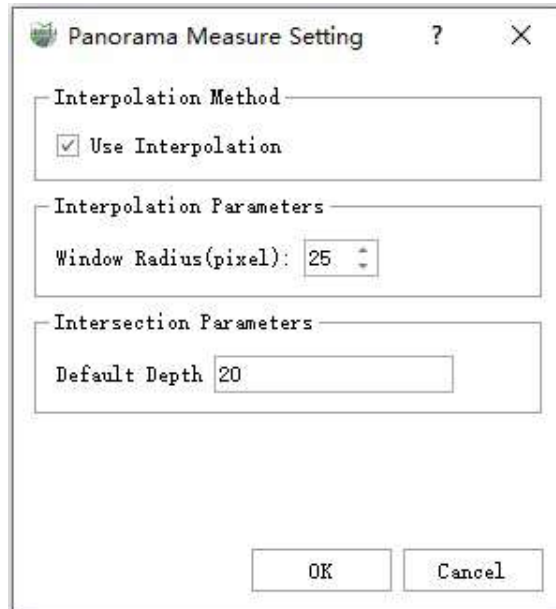 Panorama Measure Setting ?
Interpolation Method
Use Interpolation
Interpolation Parameters
Window Radius(pixel): 25
Intersection Parameters
Default Depth 20
OK Cancel